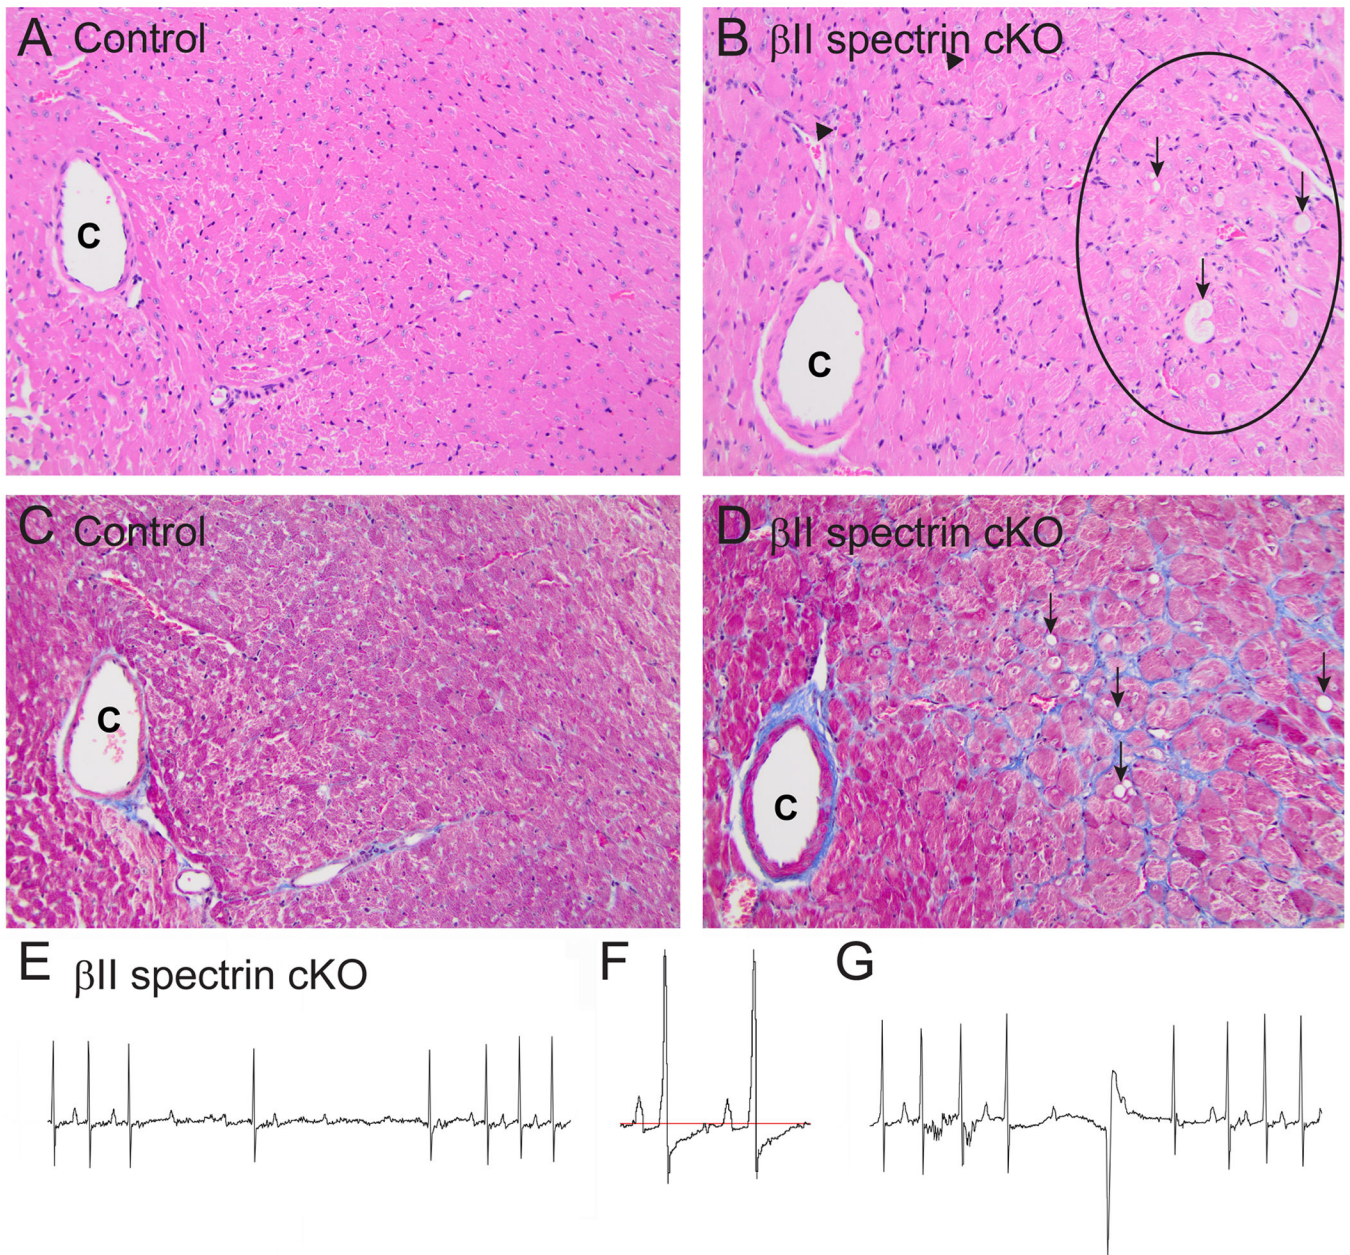 A Control
B βII spectrin cKO
C
C
C Control
D βII spectrin cKO
C
C
E βII spectrin cKO
F
G